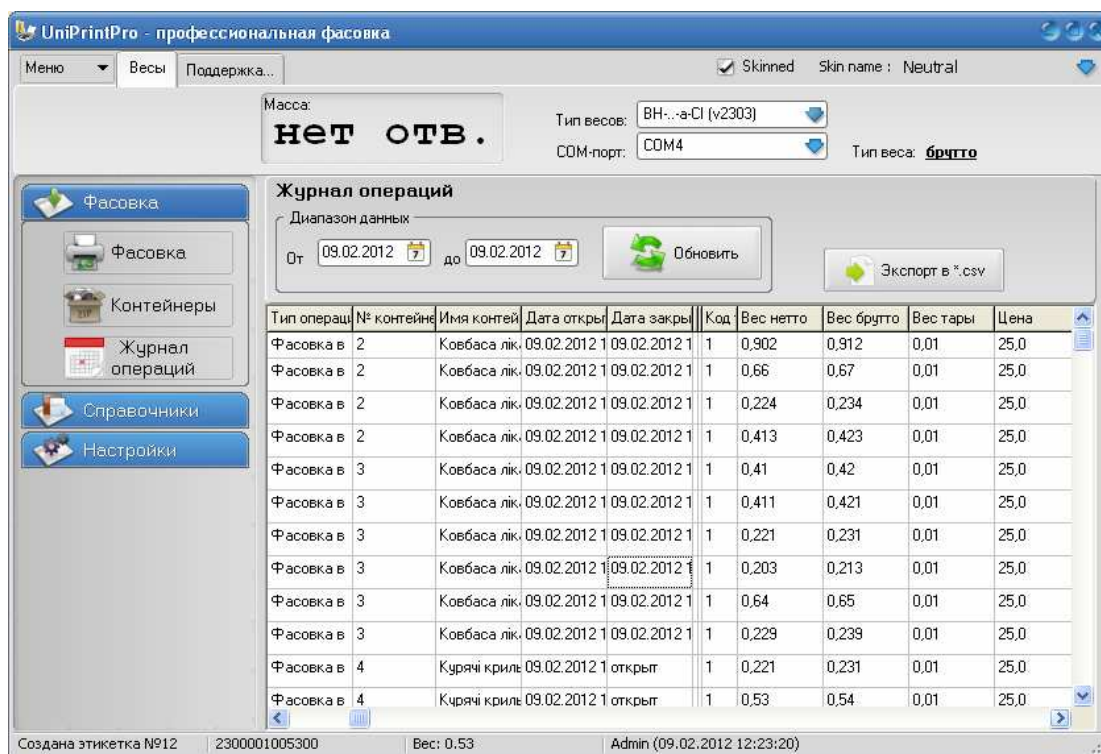 UniPrintPro - профессиональная фасовка
Меню Весы Поддержка... Skinned Skin name : Neutral
Масса:
нет отв.
Тип весов: ВН-..-a-CI (v2303)
COM-порт: COM4
Тип веса: брутто
Фасовка
Фасовка
Контейнеры
Журнал
операций
Справочники
Настройки
Журнал операций
Диапазон данных
От 09.02.2012 до 09.02.2012 Обновить
Экспорт в *.csv
Тип операци № контейне Имя контей Дата откры Дата закры Код Вес нетто Вес брутто Вес тары Цена
Фасовка в 2 Ковбаса лік 09.02.2012 1 09.02.2012 1 1 0,902 0,912 0,01 25,0
Фасовка в 2 Ковбаса лік 09.02.2012 1 09.02.2012 1 1 0,66 0,67 0,01 25,0
Фасовка в 2 Ковбаса лік 09.02.2012 1 09.02.2012 1 1 0,224 0,234 0,01 25,0
Фасовка в 2 Ковбаса лік 09.02.2012 1 09.02.2012 1 1 0,413 0,423 0,01 25,0
Фасовка в 3 Ковбаса лік 09.02.2012 1 09.02.2012 1 1 0,41 0,42 0,01 25,0
Фасовка в 3 Ковбаса лік 09.02.2012 1 09.02.2012 1 1 0,411 0,421 0,01 25,0
Фасовка в 3 Ковбаса лік 09.02.2012 1 09.02.2012 1 1 0,221 0,231 0,01 25,0
Фасовка в 3 Ковбаса лік 09.02.2012 1 09.02.2012 1 1 0,203 0,213 0,01 25,0
Фасовка в 3 Ковбаса лік 09.02.2012 1 09.02.2012 1 1 0,64 0,65 0,01 25,0
Фасовка в 3 Ковбаса лік 09.02.2012 1 09.02.2012 1 1 0,229 0,239 0,01 25,0
Фасовка в 4 Курячі криль 09.02.2012 1 открыт 1 0,221 0,231 0,01 25,0
Фасовка в 4 Курячі криль 09.02.2012 1 открыт 1 0,53 0,54 0,01 25,0
Создана этикетка №12 2300001005300 Вес: 0.53 Admin (09.02.2012 12:23:20)